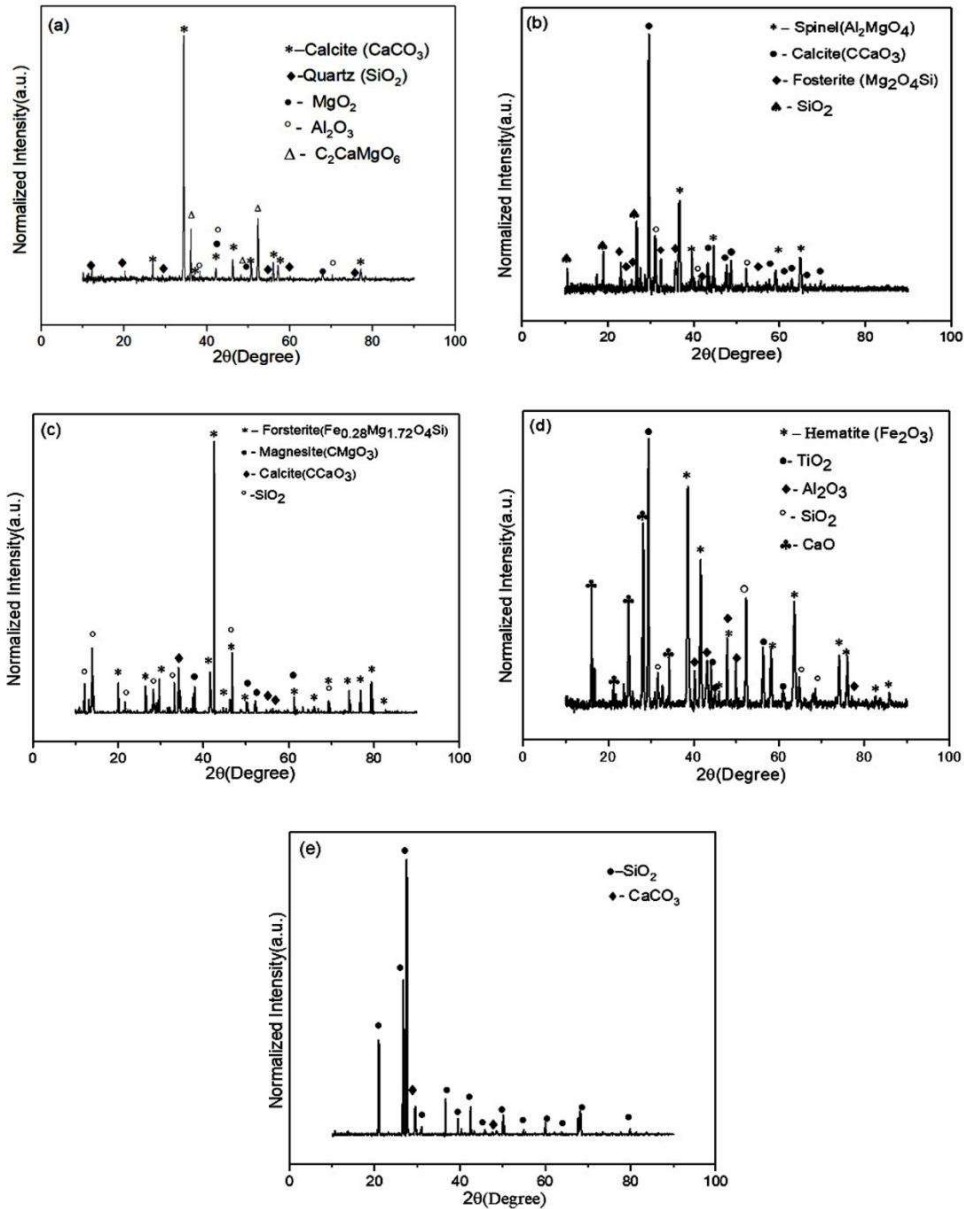 (a)
*–Calcite (CaCO3)
◆-Quartz (SiO2)
● - MgO2
○ - Al2O3
Δ - C2CaMgO6
Normalized Intensity(a.u.)
0 20 40 60 80 100
2θ(Degree)
(b)
* – Spinel(Al2MgO4)
● – Calcite(CCaO3)
◆ – Fosterite (Mg2O4Si)
♠ – SiO2
Normalized Intensity(a.u.)
0 20 40 60 80 100
2θ(Degree)
(c)
* – Forsterite(Fe0.28Mg1.72O4Si)
● – Magnesite(CMgO3)
◆ – Calcite(CCaO3)
○ -SiO2
Normalized Intensity(a.u.)
0 20 40 60 80 100
2θ(Degree)
(d)
* – Hematite (Fe2O3)
● – TiO2
◆ – Al2O3
○ - SiO2
♣ - CaO
Normalized Intensity(a.u.)
0 20 40 60 80 100
2θ(Degree)
(e)
●–SiO2
◆- CaCO3
Normalized Intensity(a.u.)
0 20 40 60 80 100
2θ(Degree)